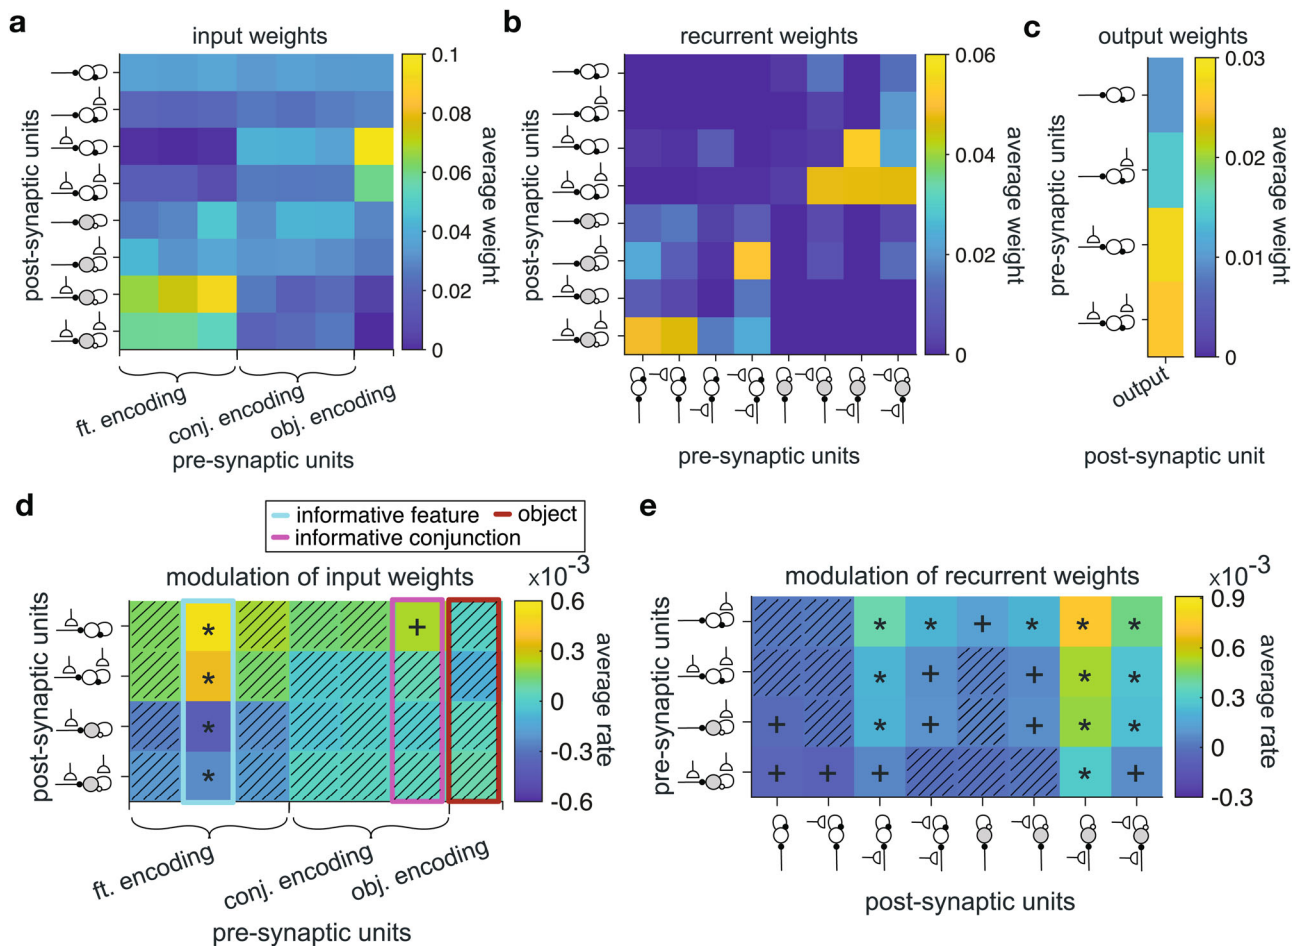 a
input weights
post-synaptic units
0.1
0.08
0.06
0.04
0.02
0
average weight
ft. encoding
conj. encoding
obj. encoding
pre-synaptic units
b
recurrent weights
post-synaptic units
0.06
0.04
0.02
0
average weight
pre-synaptic units
c
output weights
pre-synaptic units
0.03
0.02
0.01
0
average weight
output
post-synaptic unit
d
informative feature
object
informative conjunction
modulation of input weights
×10⁻³
post-synaptic units
*
+
*
*
*
0.6
0.3
0
-0.3
-0.6
average rate
ft. encoding
conj. encoding
obj. encoding
pre-synaptic units
e
modulation of recurrent weights
×10⁻³
pre-synaptic units
* * + * * *
* + + * *
+ * + + * *
+ + + * +
0.9
0.6
0.3
0
-0.3
average rate
post-synaptic units